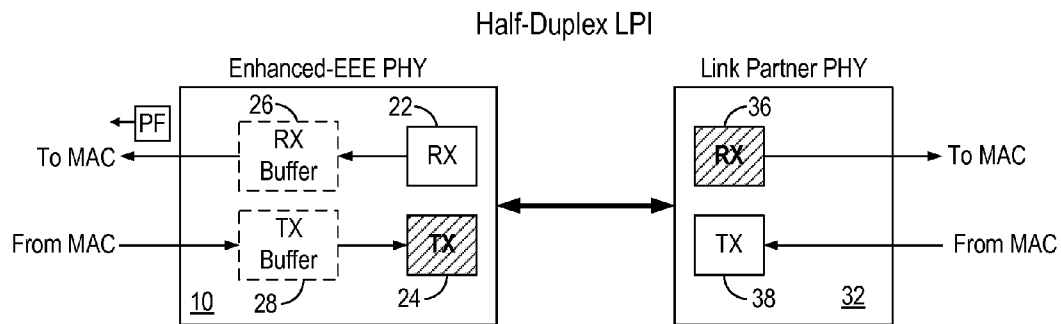 Half-Duplex LPI
Enhanced-EEE PHY
Link Partner PHY
PF
26
22
36
To MAC
RX
Buffer
RX
RX
To MAC
From MAC
TX
Buffer
TX
TX
From MAC
10
28
24
38
32